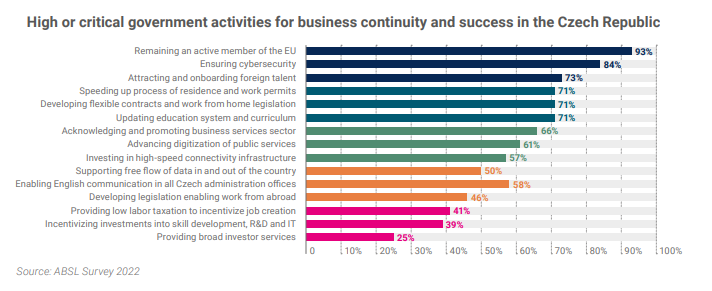 High or critical government activities for business continuity and success in the Czech Republic
Remaining an active member of the EU 93%
Ensuring cybersecurity 84%
Attracting and onboarding foreign talent 73%
Speeding up process of residence and work permits 71%
Developing flexible contracts and work from home legislation 71%
Updating education system and curriculum 71%
Acknowledging and promoting business services sector 66%
Advancing digitization of public services 61%
Investing in high-speed connectivity infrastructure 57%
Supporting free flow of data in and out of the country 50%
Enabling English communication in all Czech administration offices 58%
Developing legislation enabling work from abroad 46%
Providing low labor taxation to incentivize job creation 41%
Incentivizing investments into skill development, R&D and IT 39%
Providing broad investor services 25%
0 10% 20% 30% 40% 50% 60% 70% 80% 90% 100%
Source: ABSL Survey 2022